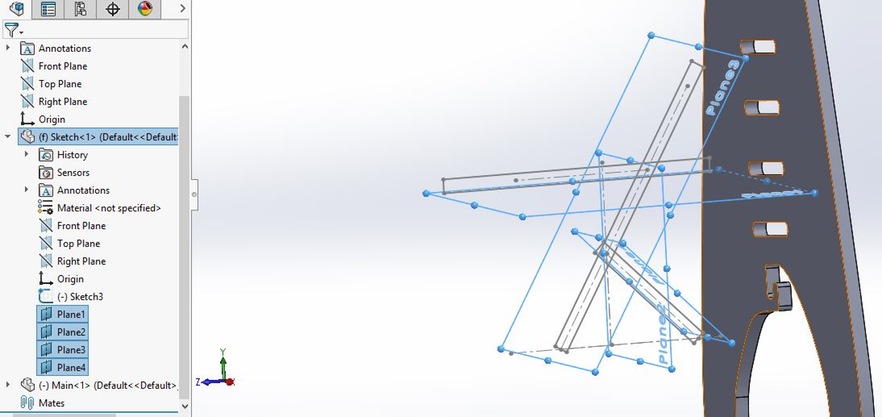 Annotations
Front Plane
Top Plane
Right Plane
Origin
(f) Sketch<1> (Default<<Default
History
Sensors
Annotations
Material <not specified>
Front Plane
Top Plane
Right Plane
Origin
(-) Sketch3
Plane1
Plane2
Plane3
Plane4
(-) Main<1> (Default<<Default>
Mates
Plane3
Plane2
Y
Z